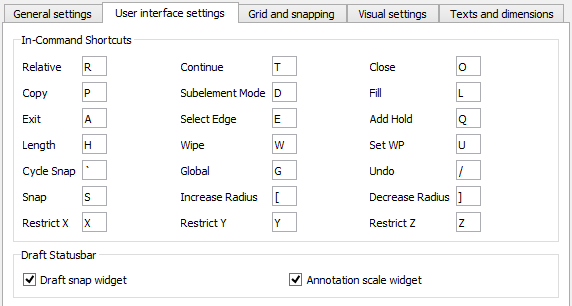 General settings User interface settings Grid and snapping Visual settings Texts and dimensions
In-Command Shortcuts
Relative R Continue T Close O
Copy P Subelement Mode D Fill L
Exit A Select Edge E Add Hold Q
Length H Wipe W Set WP U
Cycle Snap ` Global G Undo /
Snap S Increase Radius [ Decrease Radius ]
Restrict X X Restrict Y Y Restrict Z Z
Draft Statusbar
Draft snap widget Annotation scale widget